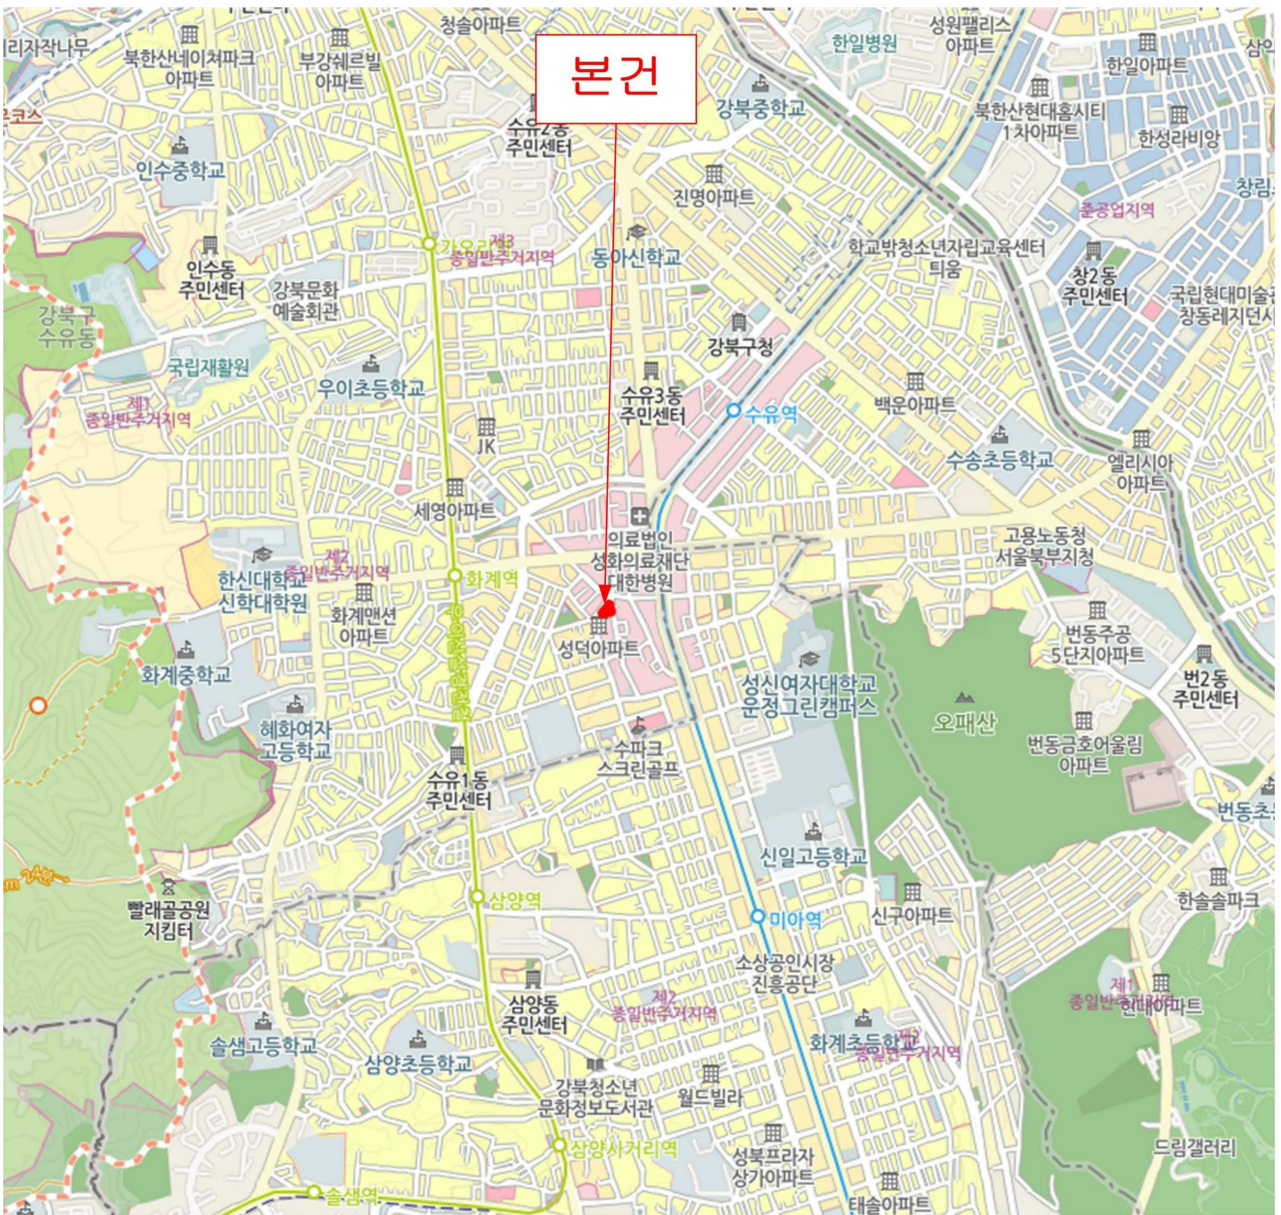 청솔아파트
성원팰리스
아파트
한일병원
리자작나무
북한산네이쳐파크
아파트
부강쉐르빌
아파트
본건
강북중학교
한일아파트
북한산현대홈시티
1차아파트
한성라비앙
수유2동
주민센터
인수중학교
진명아파트
준공업지역
가오리역
제3
종일반주거지역
동아신학교
학교밖청소년자립교육센터
틔움
창2동
주민센터
인수동
주민센터
강북문화
예술회관
강북구
수유동
국립재활원
강북구청
우이초등학교
수유3동
주민센터
수유역
백운아파트
제1
종일반주거지역
JK
수송초등학교
엘리시아
아파트
세영아파트
의료법인
성화의료재단
대한병원
고용노동청
서울북부지청
한신대학교
신학대학원
제2
종일반주거지역
화계역
화계맨션
아파트
성덕아파트
번동주공
5단지아파트
화계중학교
성신여자대학교
운정그린캠퍼스
번2동
주민센터
혜화여자
고등학교
오패산
번동금호어울림
아파트
수파크
스크린골프
수유1동
주민센터
신일고등학교
삼양역
빨래골공원
지킴터
미아역
신구아파트
한솔솔파크
소상공인시장
진흥공단
삼양동
주민센터
제2
종일반주거지역
제1
종일반주거지역
솔샘고등학교
삼양초등학교
화계초등학교
종일반주거지역
강북청소년
문화정보도서관
월드빌라
삼양사거리역
성북프라자
상가아파트
드림갤러리
솔샘역
태솔아파트